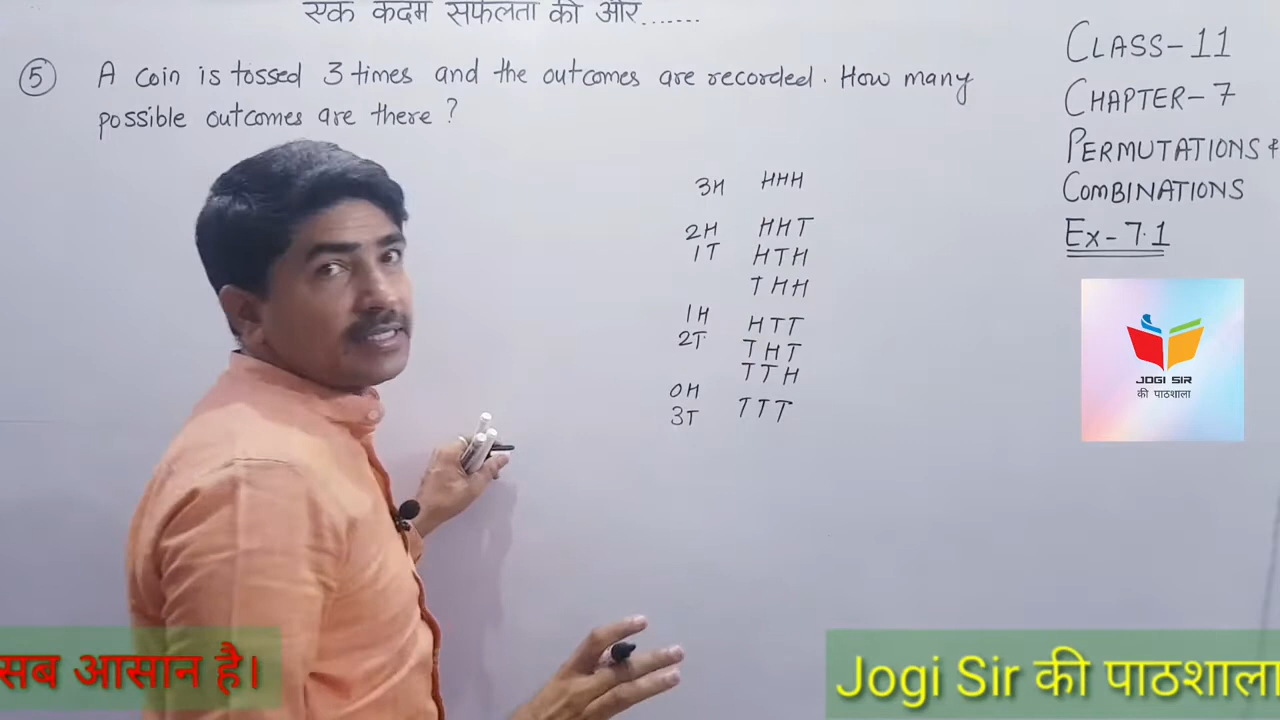 एक कदम सफलता की ओर.......
5 A coin is tossed 3 times and the outcomes are recorded. How many
possible outcomes are there?
3H HHH
2H HHT
1T HTH
THH
1H HTT
2T THT
TTH
0H
3T TTT
CLASS-11
CHAPTER-7
PERMUTATIONS &
COMBINATIONS
Ex-7.1
JOGI SIR
की पाठशाला
सब आसान है।
Jogi Sir की पाठशाला